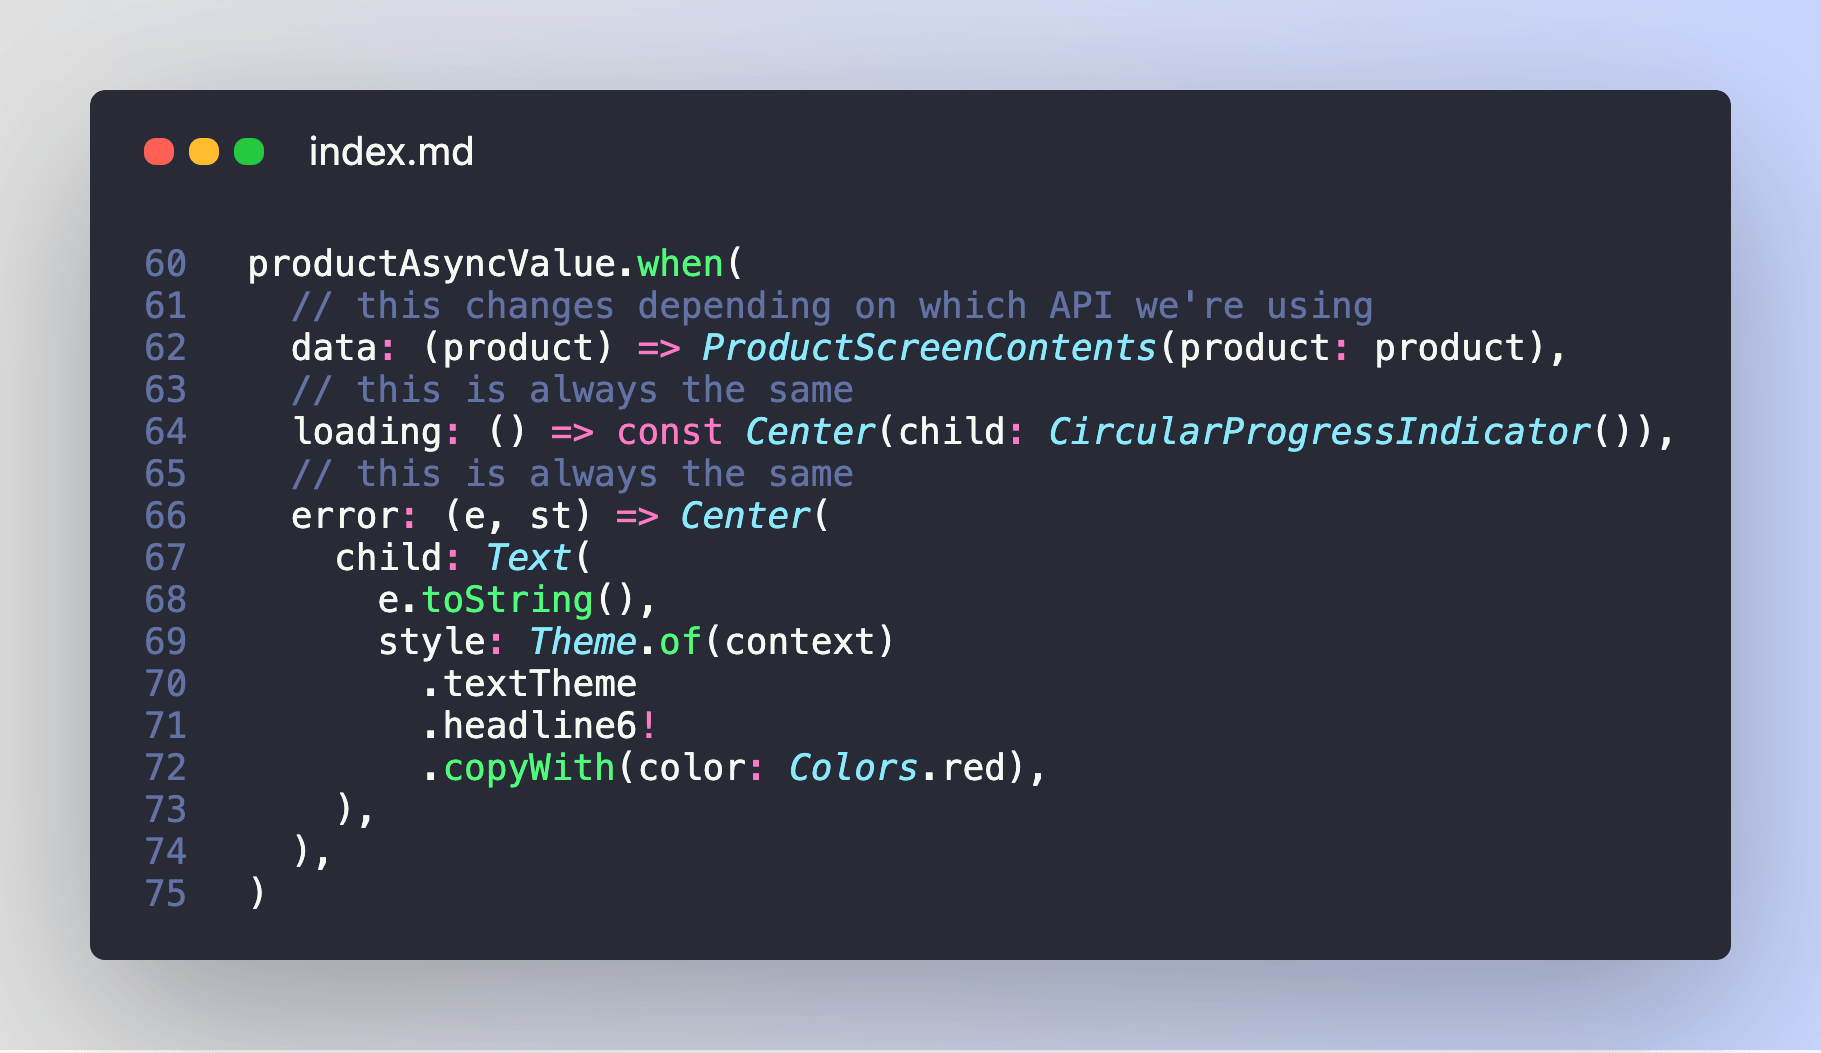 index.md
60 productAsyncValue.when(
61 // this changes depending on which API we're using
62 data: (product) => ProductScreenContents(product: product),
63 // this is always the same
64 loading: () => const Center(child: CircularProgressIndicator()),
65 // this is always the same
66 error: (e, st) => Center(
67 child: Text(
68 e.toString(),
69 style: Theme.of(context)
70 .textTheme
71 .headline6!
72 .copyWith(color: Colors.red),
73 ),
74 ),
75 )